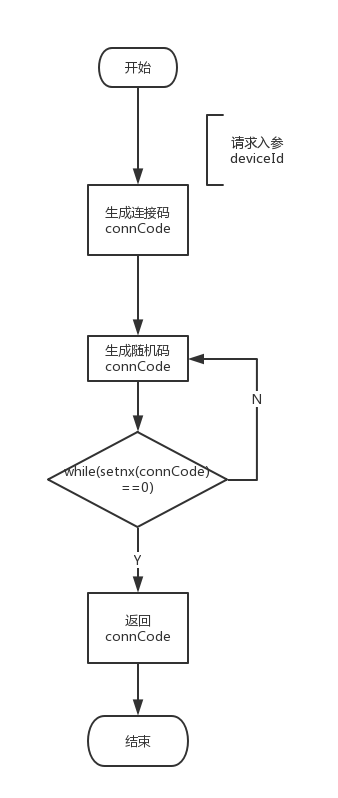 开始
请求入参
deviceId
生成连接码
connCode
生成随机码
connCode
N
while(setnx(connCode)
==0)
Y
返回
connCode
结束